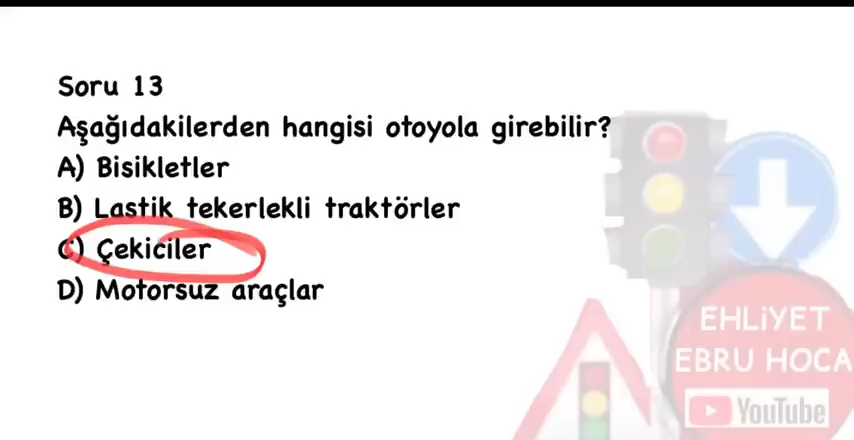 Soru 13
Aşağıdakilerden hangisi otoyola girebilir?
A) Bisikletler
B) Lastik tekerlekli traktörler
C) Çekiciler
D) Motorsuz araçlar
EHLİYET
EBRU HOCA
YouTube